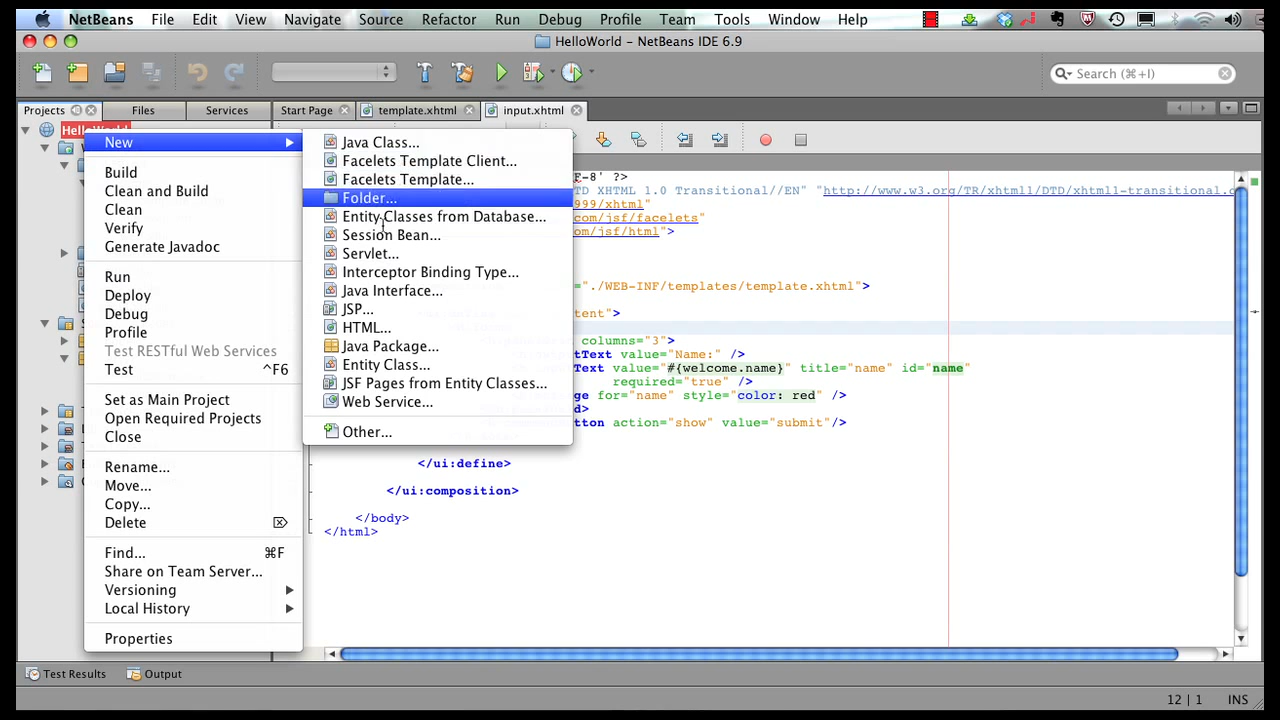 NetBeans File Edit View Navigate Source Refactor Run Debug Profile Team Tools Window Help
HelloWorld – NetBeans IDE 6.9
Search (⌘+I)
Projects Files Services Start Page template.xhtml input.xhtml
HelloWorld
New
Build
Clean and Build
Clean
Verify
Generate Javadoc
Run
Deploy
Debug
Profile
Test RESTful Web Services
Test ^F6
Set as Main Project
Open Required Projects
Close
Rename...
Move...
Copy...
Delete
Find... ⌘F
Share on Team Server...
Versioning
Local History
Properties
Java Class...
Facelets Template Client...
Facelets Template...
Folder...
Entity Classes from Database...
Session Bean...
Servlet...
Interceptor Binding Type...
Java Interface...
JSP...
HTML...
Java Package...
Entity Class...
JSF Pages from Entity Classes...
Web Service...
Other...
F-8' ?>
DTD XHTML 1.0 Transitional//EN" "http://www.w3.org/TR/xhtml1/DTD/xhtml1-transitional.d
999/xhtml"
com/jsf/facelets"
om/jsf/html">
="./WEB-INF/templates/template.xhtml">
tent">
columns="3">
tText value="Name:" />
Text value="#{welcome.name}" title="name" id="name"
required="true" />
age for="name" style="color: red" />
d>
utton action="show" value="submit"/>
</ui:define>
</ui:composition>
</body>
</html>
Test Results Output
12 | 1 INS